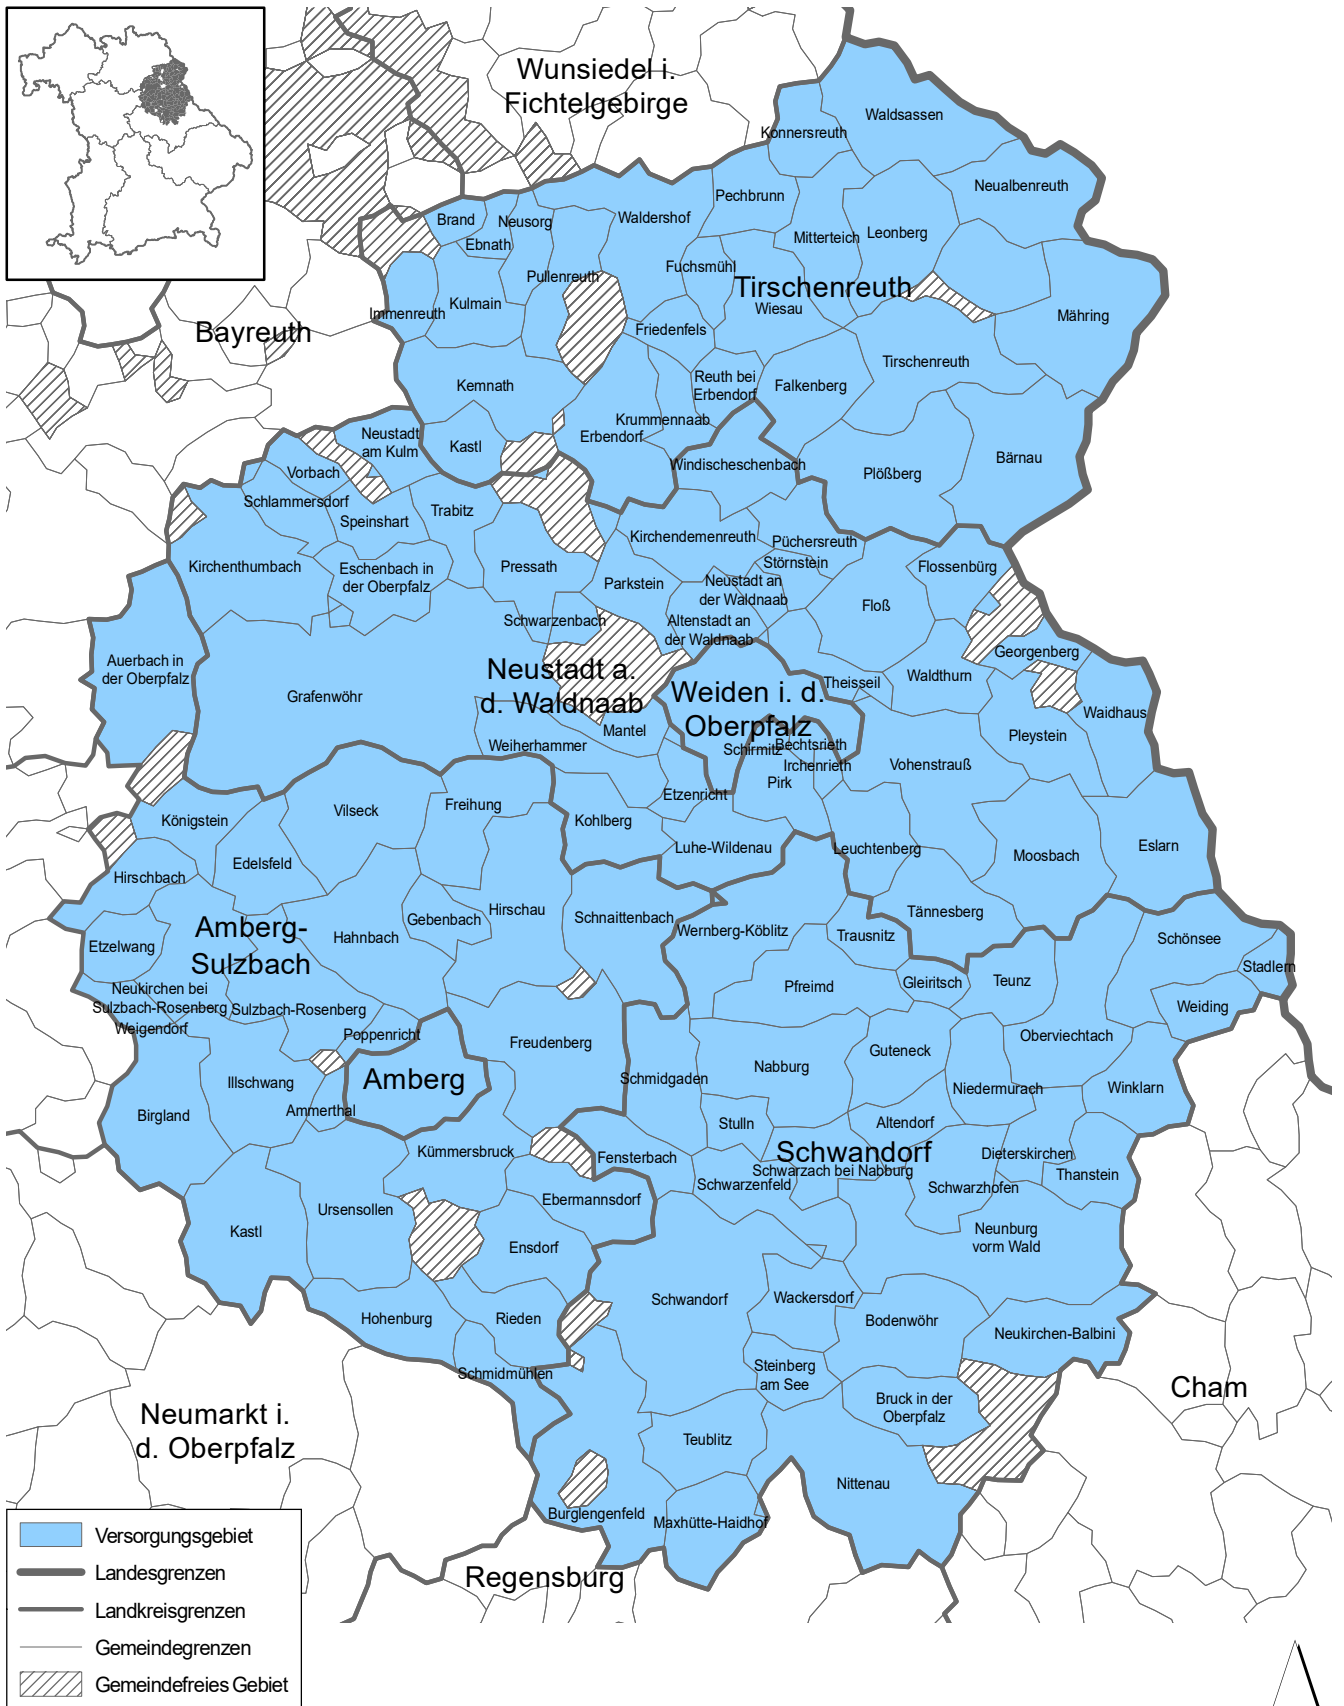 Wunsiedel i.
Fichtelgebirge
Waldsassen
Konnersreuth
Neualbenreuth
Pechbrunn
Brand
Neusorg
Waldershof
Ebnath
Mitterteich
Leonberg
Fuchsmühl
Pullenreuth
Tirschenreuth
Kulmain
Immenreuth
Wiesau
Mähring
Bayreuth
Friedenfels
Tirschenreuth
Kemnath
Reuth bei
Erbendorf
Falkenberg
Krummennaab
Erbendorf
Neustadt
am Kulm
Kastl
Bärnau
Windischeschenbach
Plößberg
Vorbach
Schlammersdorf
Speinshart
Trabitz
Kirchendemenreuth
Püchersreuth
Störnstein
Kirchenthumbach
Eschenbach in
der Oberpfalz
Pressath
Parkstein
Neustadt an
der Waldnaab
Flossenbürg
Floß
Schwarzenbach
Altenstadt an
der Waldnaab
Georgenberg
Auerbach in
der Oberpfalz
Grafenwöhr
Neustadt a.
d. Waldnaab
Weiden i. d.
Oberpfalz
Theisseil
Waldthurn
Waidhaus
Mantel
Weiherhammer
Schirmitz
Bechtsrieth
Irchenrieth
Pirk
Pleystein
Vohenstrauß
Etzenricht
Vilseck
Freihung
Königstein
Kohlberg
Luhe-Wildenau
Leuchtenberg
Moosbach
Eslarn
Edelsfeld
Hirschbach
Gebenbach
Hirschau
Schnaittenbach
Tännesberg
Etzelwang
Amberg-
Sulzbach
Hahnbach
Wernberg-Köblitz
Trausnitz
Schönsee
Stadlern
Neukirchen bei
Sulzbach-Rosenberg
Sulzbach-Rosenberg
Pfreimd
Gleiritsch
Teunz
Weiding
Weigendorf
Poppenricht
Freudenberg
Oberviechtach
Illschwang
Amberg
Schmidgaden
Nabburg
Guteneck
Niedermurach
Winklarn
Birgland
Ammerthal
Stulln
Altendorf
Kümmersbruck
Fensterbach
Schwandorf
Dieterskirchen
Schwarzach bei Nabburg
Schwarzenfeld
Schwarzhofen
Thanstein
Ebermannsdorf
Ursensollen
Kastl
Ensdorf
Neunburg
vorm Wald
Schwandorf
Wackersdorf
Hohenburg
Rieden
Bodenwöhr
Neukirchen-Balbini
Schmidmühlen
Steinberg
am See
Cham
Bruck in der
Oberpfalz
Neumarkt i.
d. Oberpfalz
Teublitz
Nittenau
Burglengenfeld
Maxhütte-Haidhof
Regensburg
Versorgungsgebiet
Landesgrenzen
Landkreisgrenzen
Gemeindegrenzen
Gemeindefreies Gebiet